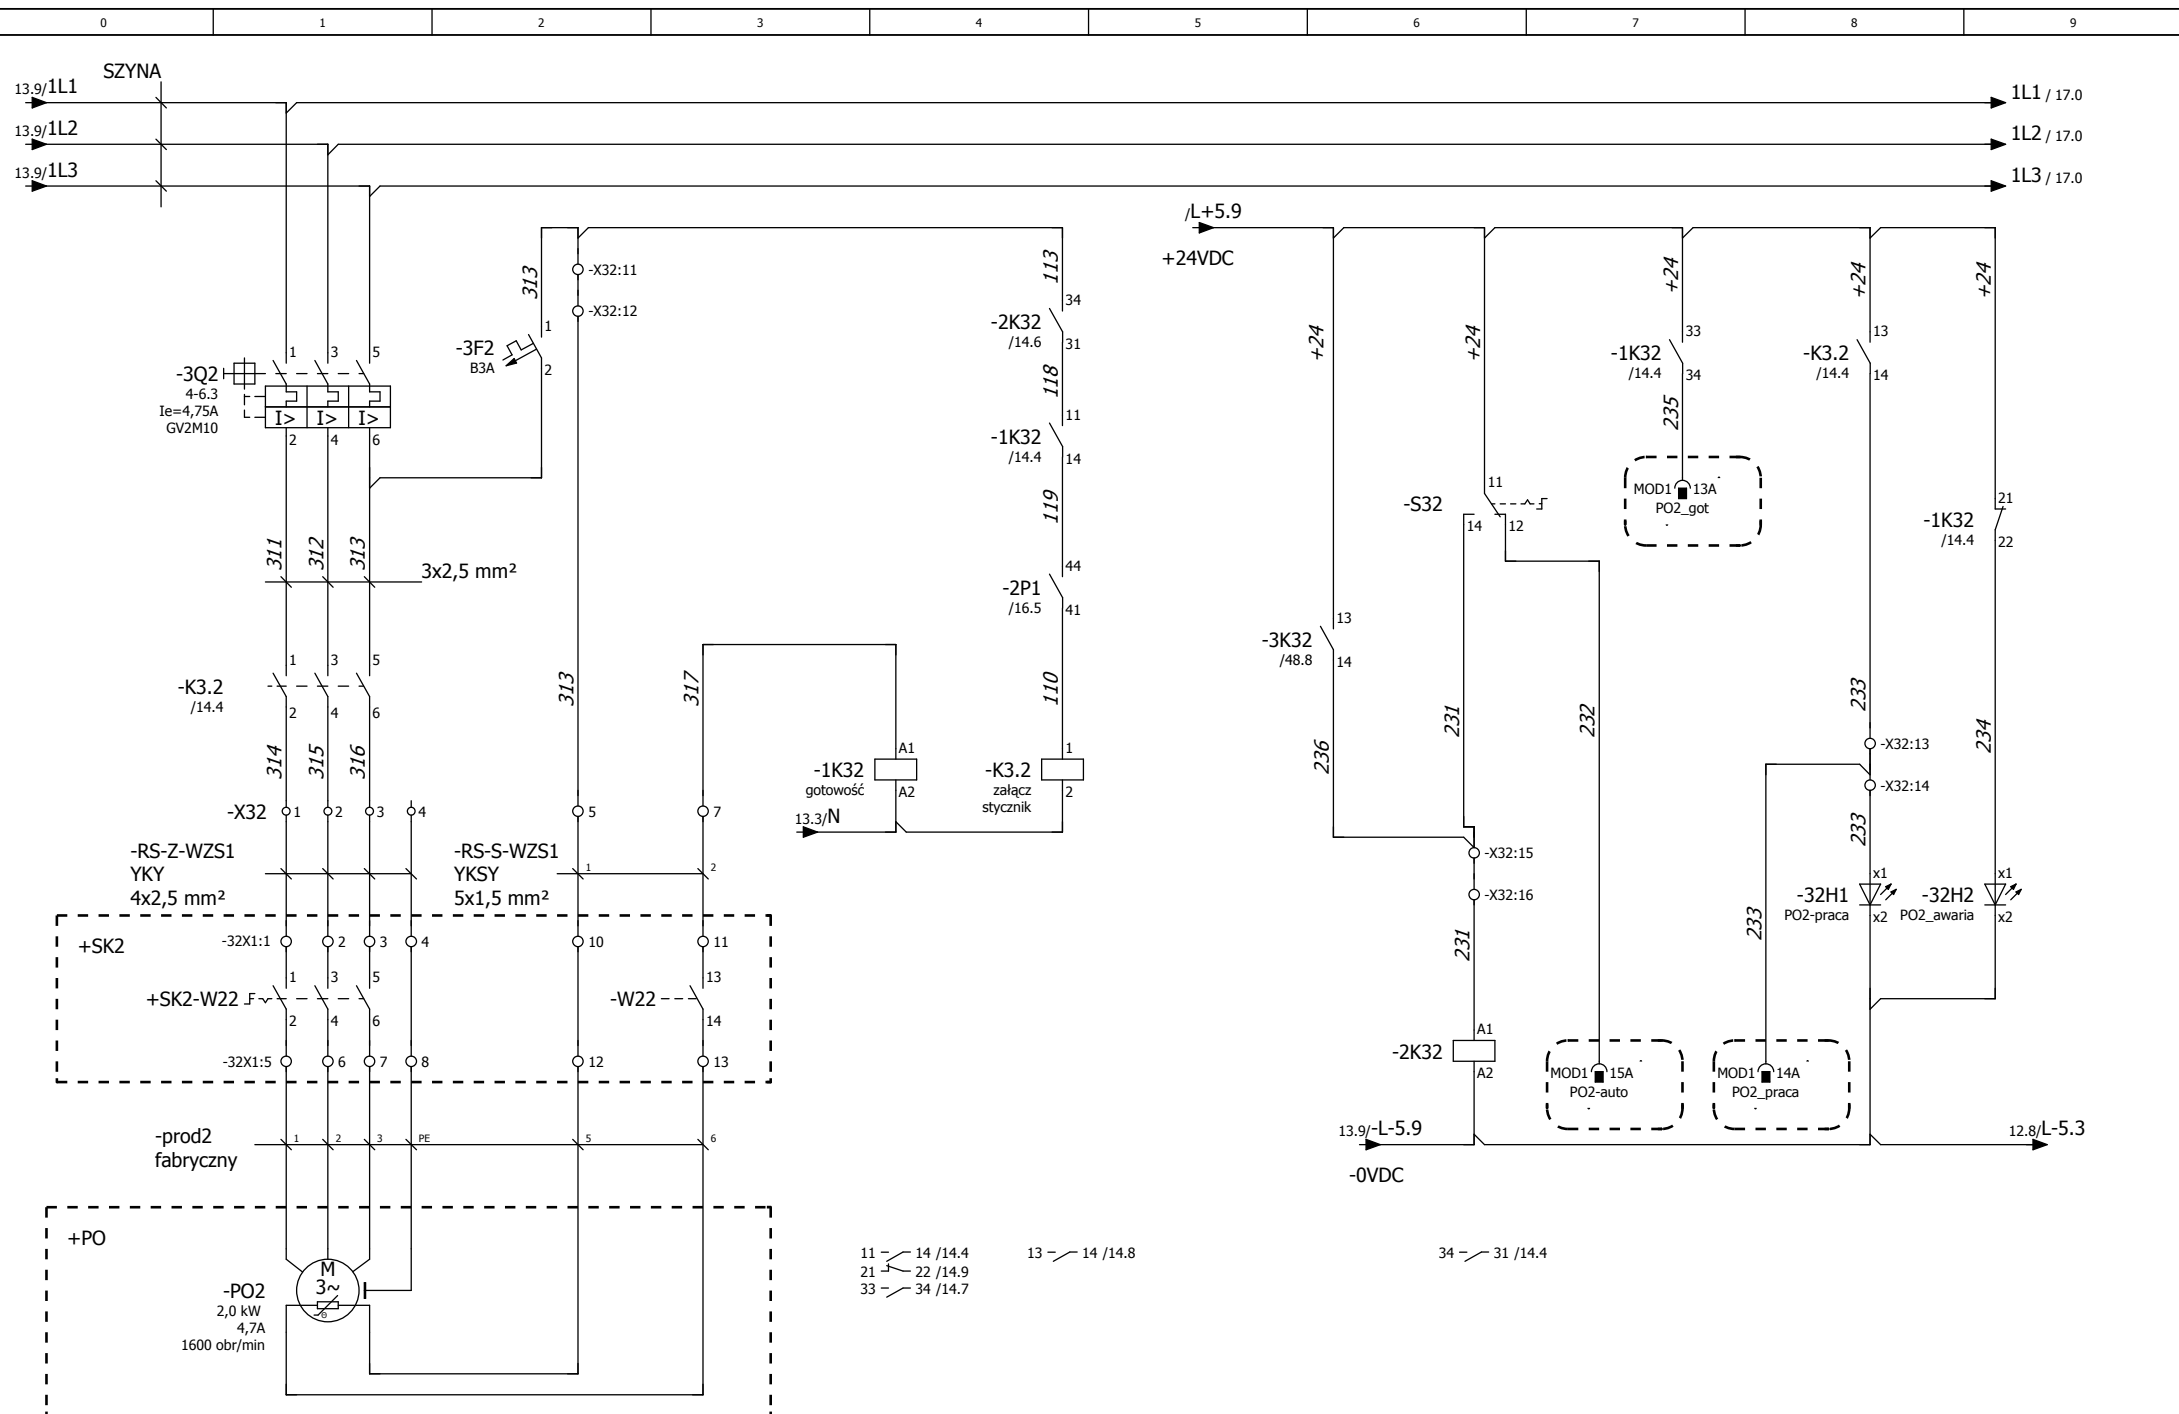 0 1 2 3 4 5 6 7 8 9
SZYNA
13.9/1L1
1L1 / 17.0
13.9/1L2
1L2 / 17.0
13.9/1L3
1L3 / 17.0
/L+5.9
+24VDC
313
-X32:11
-X32:12
113
34
-2K32
/14.6
31
118
11
-1K32
/14.4
14
119
44
-2P1
/16.5
41
110
1
-3F2
B3A
2
1 3 5
-3Q2
4-6.3
Ie=4,75A
GV2M10
I> I> I>
2 4 6
311 312 313
3x2,5 mm²
1 3 5
-K3.2
/14.4
2 4 6
314 315 316
313
317
A1
-1K32
gotowość
A2
1
-K3.2
załącz
stycznik
2
13.3/N
-X32 1 2 3 4 5 7
-RS-Z-WZS1
YKY
4x2,5 mm²
-RS-S-WZS1
YKSY
5x1,5 mm²
1 2
+SK2
-32X1:1 2 3 4 10 11
1 3 5
+SK2-W22
2 4 6
13
-W22
14
-32X1:5 6 7 8 12 13
-prod2
fabryczny
1 2 3 PE 5 6
+PO
M
3~
-PO2
2,0 kW
4,7A
1600 obr/min
+24 +24 +24 +24 +24
33
-1K32
/14.4
34
235
MOD1 13A
PO2_got
13
-K3.2
/14.4
14
11
-S32
14 12
21
-1K32
/14.4
22
13
-3K32
/48.8
14
236
231
232
233
234
-X32:13
-X32:14
233
-X32:15
-X32:16
231
233
x1
-32H1
PO2-praca
x2
x1
-32H2
PO2_awaria
x2
A1
-2K32
A2
MOD1 15A
PO2-auto
MOD1 14A
PO2_praca
13.9/-L-5.9
-0VDC
12.8/L-5.3
11 14 /14.4
21 22 /14.9
33 34 /14.7
13 14 /14.8
34 31 /14.4